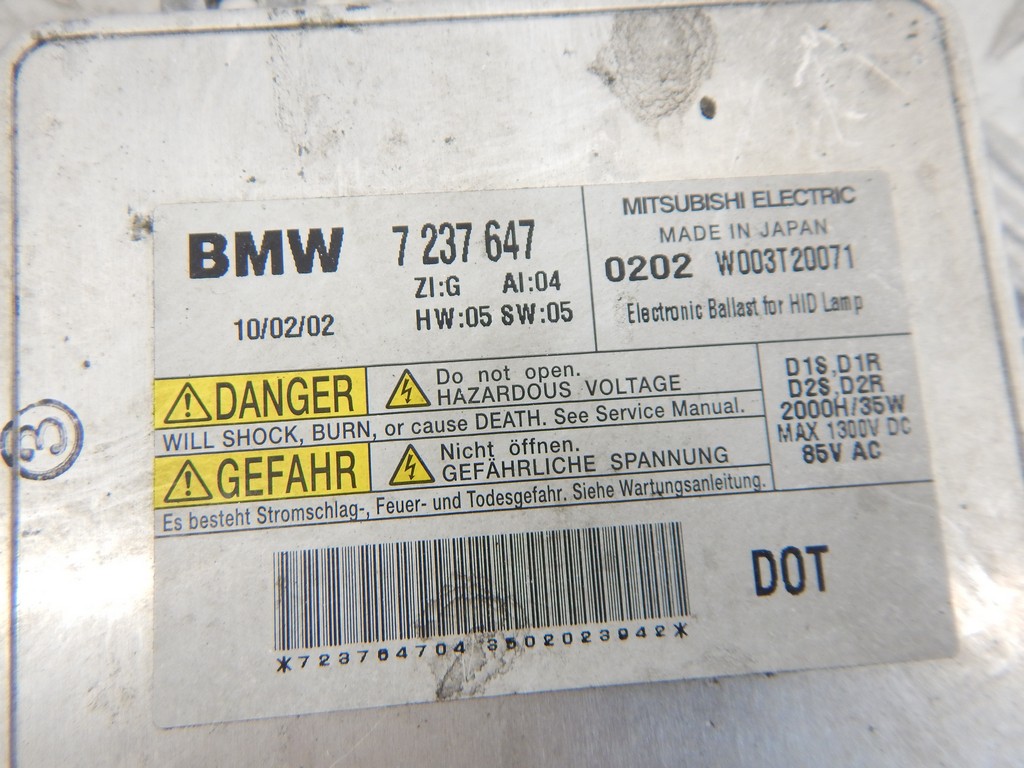 BMW 7 237 647
ZI:G AI:04
10/02/02 HW:05 SW:05
MITSUBISHI ELECTRIC
MADE IN JAPAN
0202 W003T20071
Electronic Ballast for HID Lamp
DANGER
Do not open.
HAZARDOUS VOLTAGE
WILL SHOCK, BURN, or cause DEATH. See Service Manual.
GEFAHR
Nicht öffnen.
GEFÄHRLICHE SPANNUNG
Es besteht Stromschlag-, Feuer- und Todesgefahr. Siehe Wartungsanleitung.
D1S,D1R
D2S,D2R
2000H/35W
MAX 1300V DC
85V AC
3
DOT